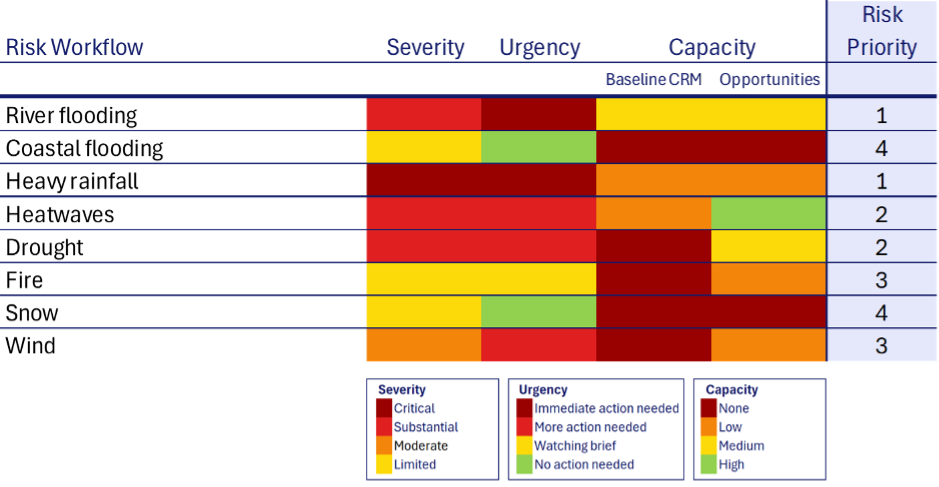 Risk Workflow Severity Urgency Capacity Risk Priority
Baseline CRM Opportunities
River flooding 1
Coastal flooding 4
Heavy rainfall 1
Heatwaves 2
Drought 2
Fire 3
Snow 4
Wind 3
Severity
Critical
Substantial
Moderate
Limited
Urgency
Immediate action needed
More action needed
Watching brief
No action needed
Capacity
None
Low
Medium
High